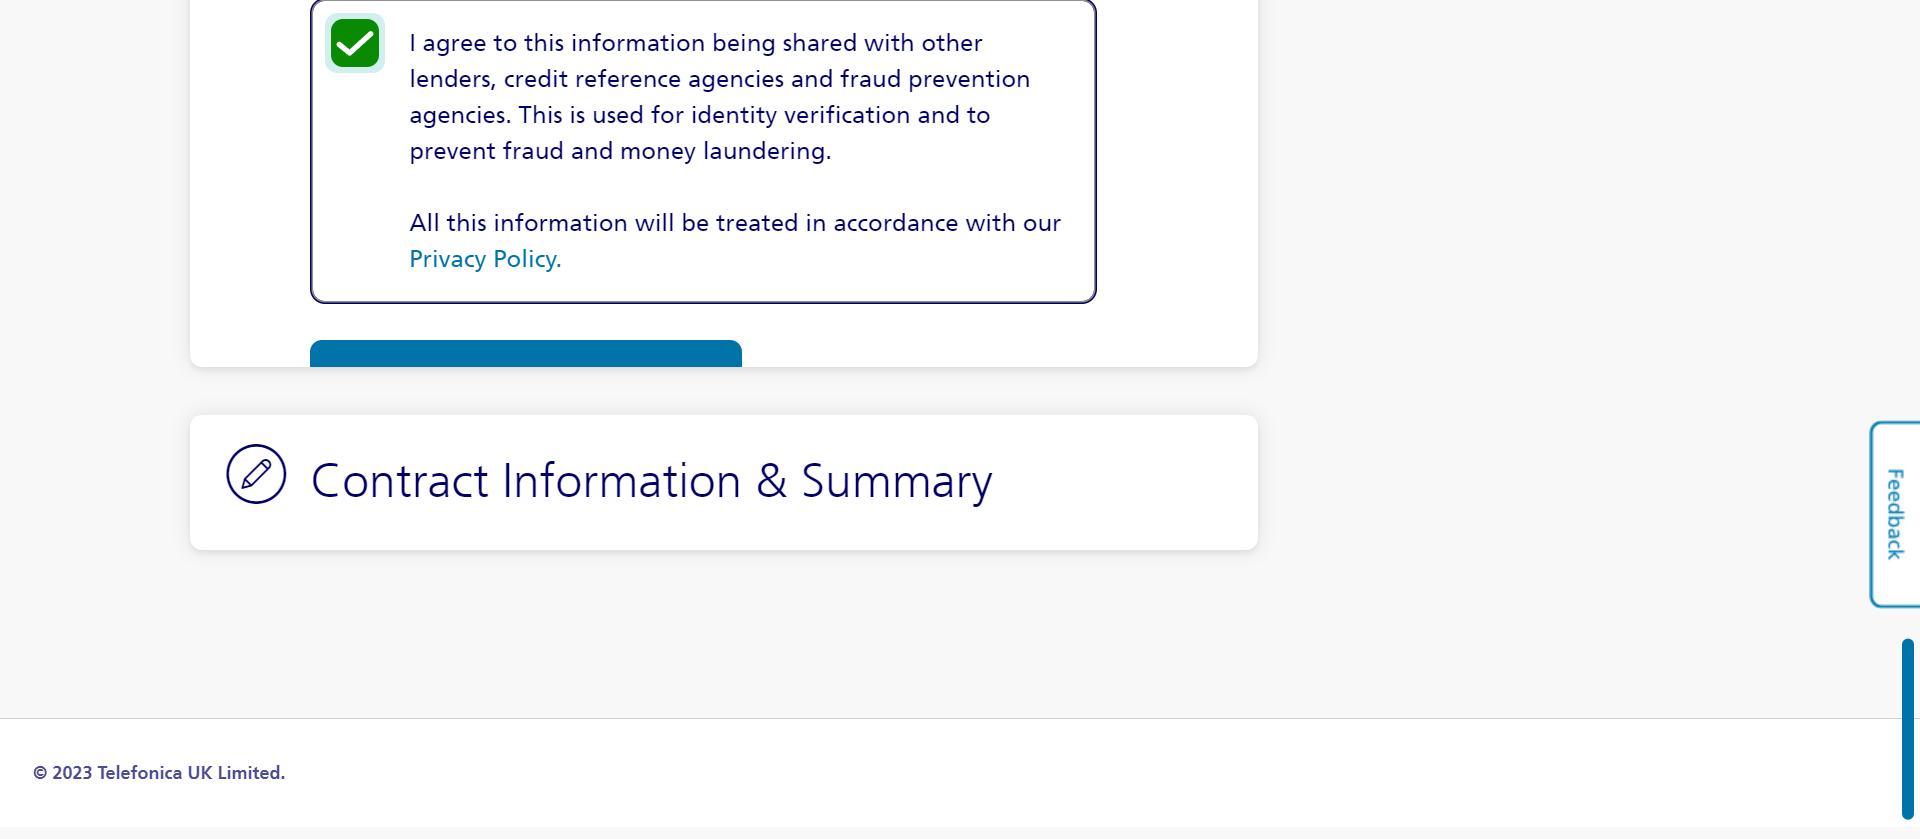 I agree to this information being shared with other
lenders, credit reference agencies and fraud prevention
agencies. This is used for identity verification and to
prevent fraud and money laundering.
All this information will be treated in accordance with our
Privacy Policy.
Contract Information & Summary
Feedback
© 2023 Telefonica UK Limited.